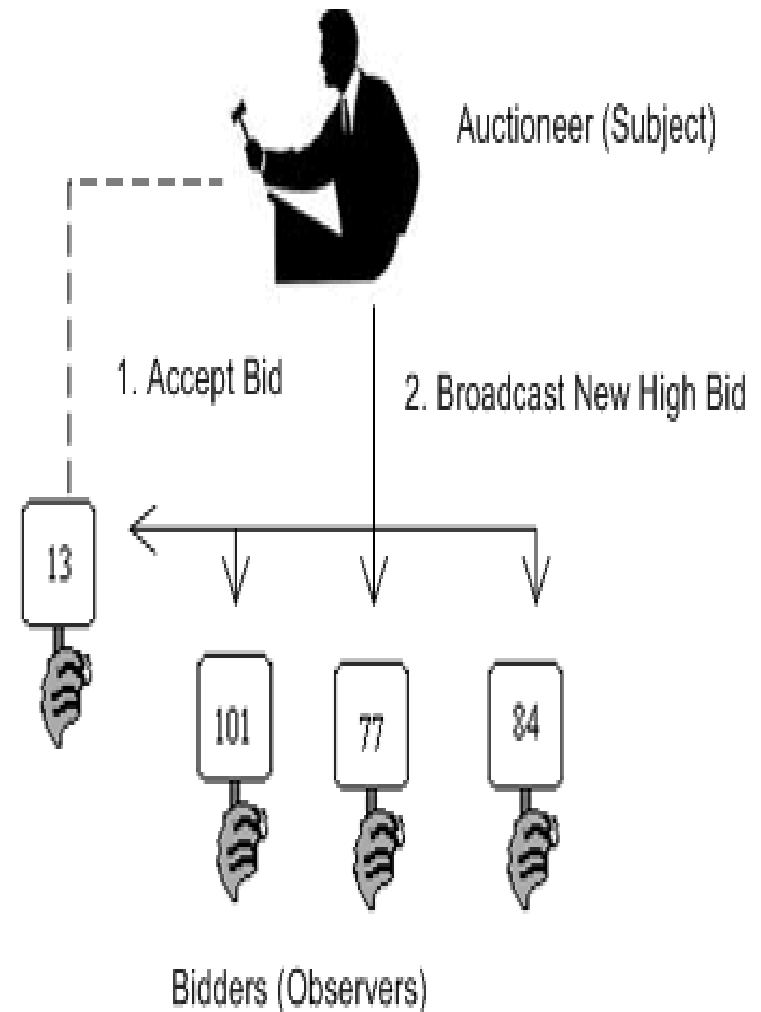 Auctioneer (Subject)
1. Accept Bid
2. Broadcast New High Bid
13
101
77
84
Bidders (Observers)